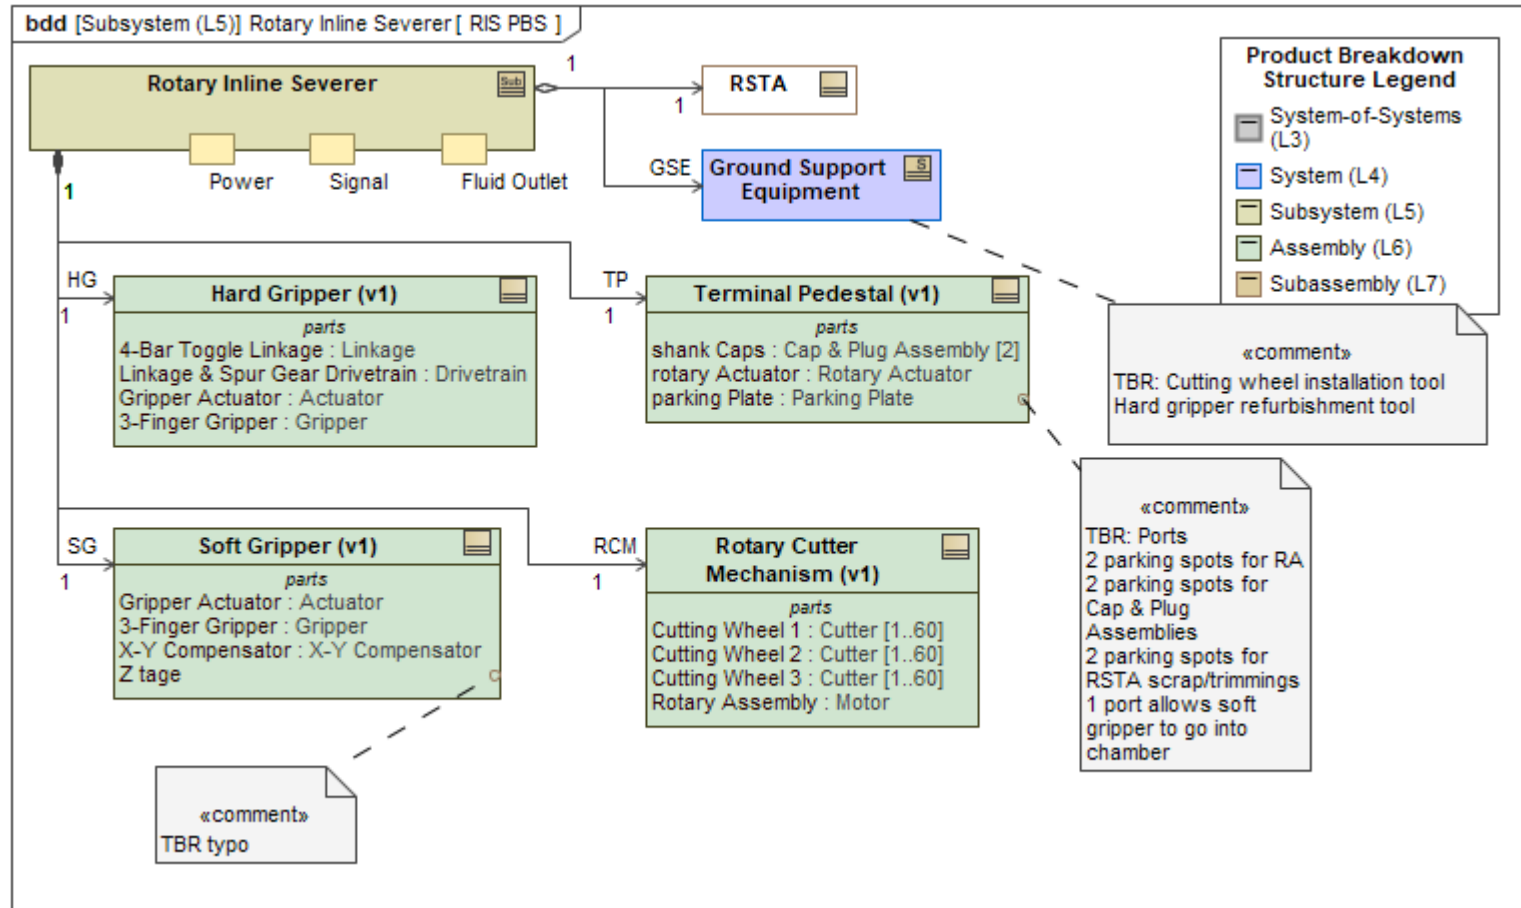 bdd [Subsystem (L5)] Rotary Inline Severer [ RIS PBS ]
Rotary Inline Severer
Sub
Power
Signal
Fluid Outlet
1
1
1
RSTA
GSE
Ground Support
Equipment
S
Product Breakdown
Structure Legend
System-of-Systems
(L3)
System (L4)
Subsystem (L5)
Assembly (L6)
Subassembly (L7)
HG
1
Hard Gripper (v1)
parts
4-Bar Toggle Linkage : Linkage
Linkage & Spur Gear Drivetrain : Drivetrain
Gripper Actuator : Actuator
3-Finger Gripper : Gripper
TP
1
Terminal Pedestal (v1)
parts
shank Caps : Cap & Plug Assembly [2]
rotary Actuator : Rotary Actuator
parking Plate : Parking Plate
«comment»
TBR: Cutting wheel installation tool
Hard gripper refurbishment tool
SG
1
Soft Gripper (v1)
parts
Gripper Actuator : Actuator
3-Finger Gripper : Gripper
X-Y Compensator : X-Y Compensator
Z tage
RCM
1
Rotary Cutter
Mechanism (v1)
parts
Cutting Wheel 1 : Cutter [1..60]
Cutting Wheel 2 : Cutter [1..60]
Cutting Wheel 3 : Cutter [1..60]
Rotary Assembly : Motor
«comment»
TBR: Ports
2 parking spots for RA
2 parking spots for
Cap & Plug
Assemblies
2 parking spots for
RSTA scrap/trimmings
1 port allows soft
gripper to go into
chamber
«comment»
TBR typo